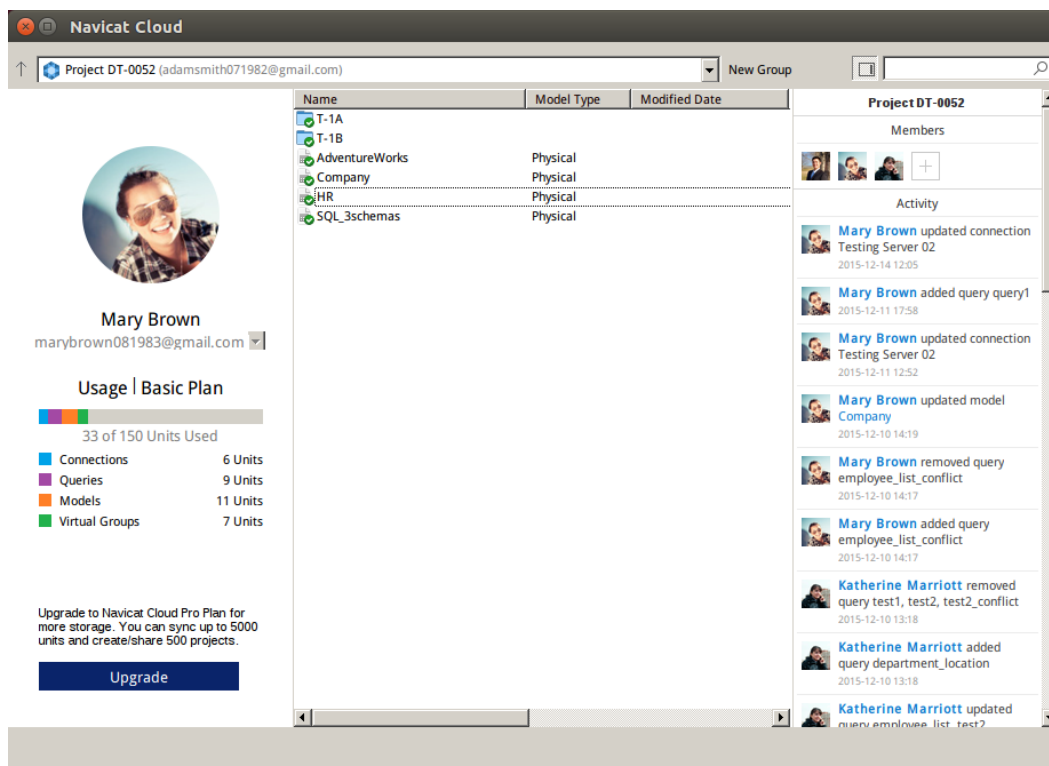 Navicat Cloud
Project DT-0052 (adamsmith071982@gmail.com)
New Group
Mary Brown
marybrown081983@gmail.com
Usage | Basic Plan
33 of 150 Units Used
Connections 6 Units
Queries 9 Units
Models 11 Units
Virtual Groups 7 Units
Upgrade to Navicat Cloud Pro Plan for
more storage. You can sync up to 5000
units and create/share 500 projects.
Upgrade
Name Model Type Modified Date
T-1A
T-1B
AdventureWorks Physical
Company Physical
HR Physical
SQL_3schemas Physical
Project DT-0052
Members
Activity
Mary Brown updated connection
Testing Server 02
2015-12-14 12:05
Mary Brown added query query1
2015-12-11 17:58
Mary Brown updated connection
Testing Server 02
2015-12-11 12:52
Mary Brown updated model
Company
2015-12-10 14:19
Mary Brown removed query
employee_list_conflict
2015-12-10 14:17
Mary Brown added query
employee_list_conflict
2015-12-10 14:17
Katherine Marriott removed
query test1, test2, test2_conflict
2015-12-10 13:18
Katherine Marriott added
query department_location
2015-12-10 13:18
Katherine Marriott updated
query employee_list, test2